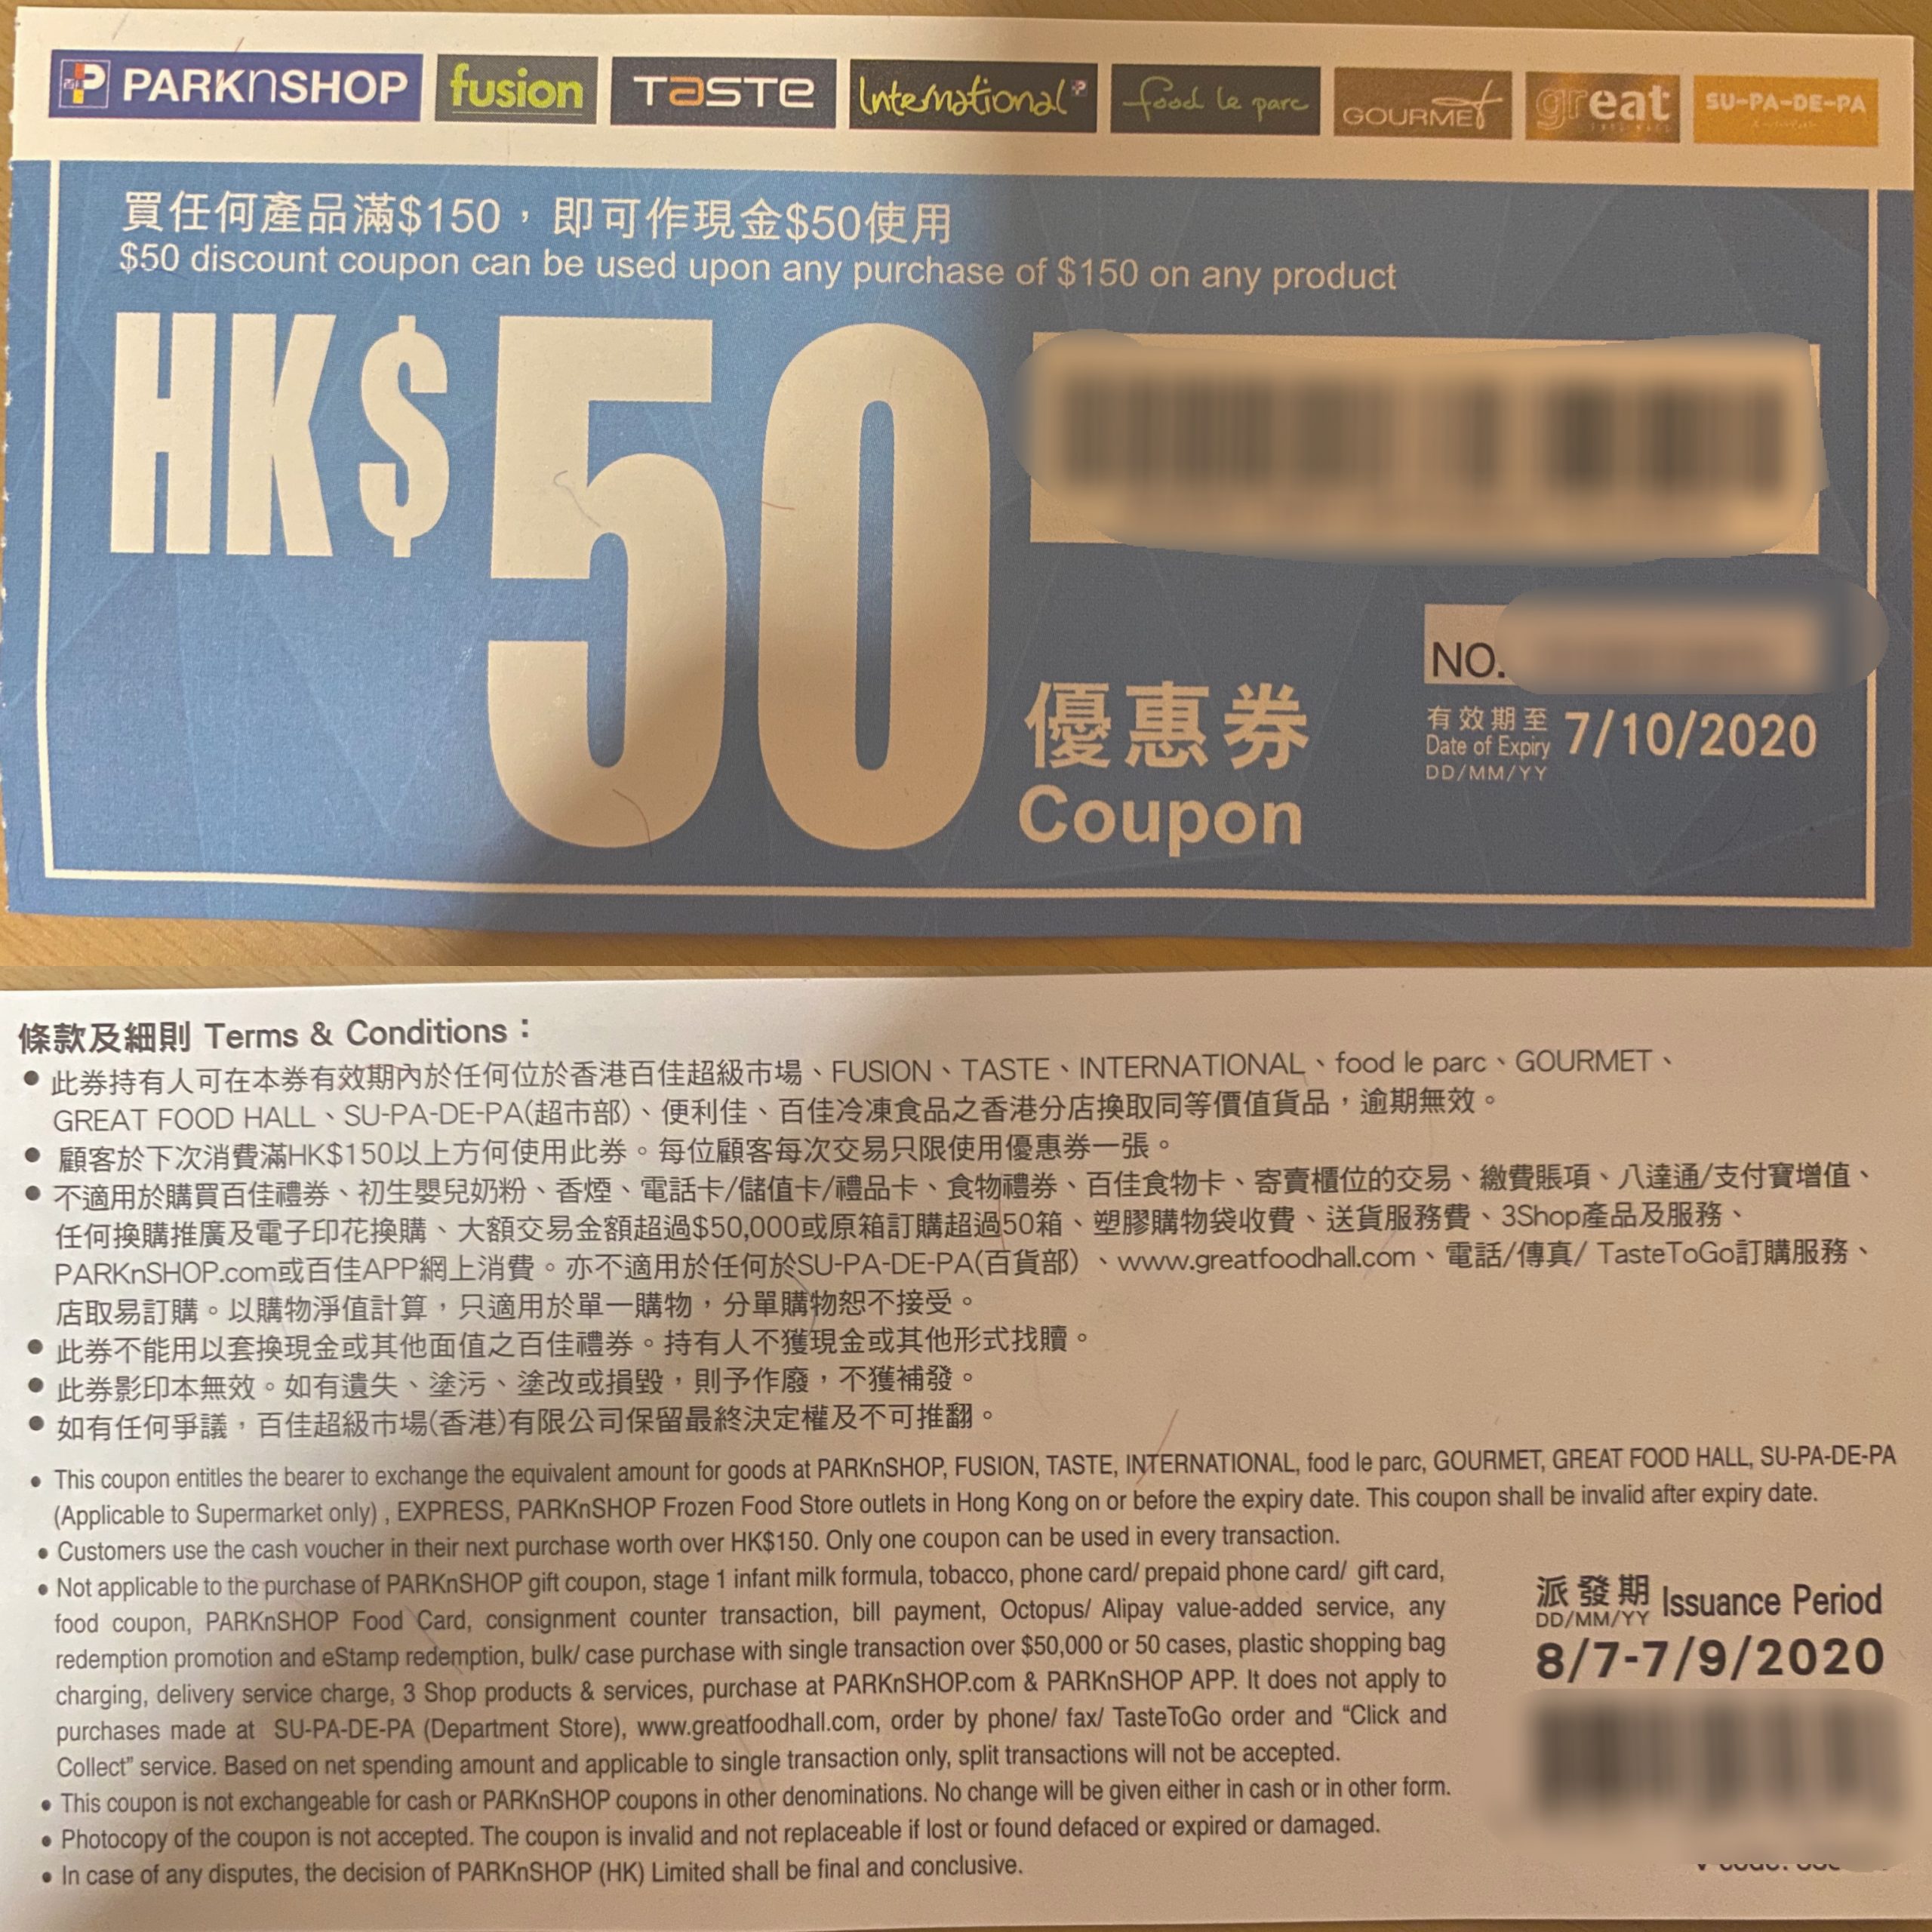 PARKNSHOP fusion TASTE International food le parc GOURMET great SU-PA-DE-PA
買任何產品滿$150，即可作現金$50使用
$50 discount coupon can be used upon any purchase of $150 on any product
HK$50
NO.
優惠券
Coupon
有效期至
Date of Expiry
DD/MM/YY
7/10/2020
條款及細則 Terms & Conditions：
● 此券持有人可在本券有效期內於任何位於香港百佳超級市場、FUSION、TASTE、INTERNATIONAL、food le parc、GOURMET、
GREAT FOOD HALL、SU-PA-DE-PA(超市部)、便利佳、百佳冷凍食品之香港分店換取同等價值貨品，逾期無效。
● 顧客於下次消費滿HK$150以上方何使用此券。每位顧客每次交易只限使用優惠券一張。
● 不適用於購買百佳禮券、初生嬰兒奶粉、香煙、電話卡/儲值卡/禮品卡、食物禮券、百佳食物卡、寄賣櫃位的交易、繳費賬項、八達通/支付寶增值、
任何換購推廣及電子印花換購、大額交易金額超過$50,000或原箱訂購超過50箱、塑膠購物袋收費、送貨服務費、3Shop產品及服務、
PARKnSHOP.com或百佳APP網上消費。亦不適用於任何於SU-PA-DE-PA(百貨部)、www.greatfoodhall.com、電話/傳真/ TasteToGo訂購服務、
店取易訂購。以購物淨值計算，只適用於單一購物，分單購物恕不接受。
● 此券不能用以套換現金或其他面值之百佳禮券。持有人不獲現金或其他形式找贖。
● 此券影印本無效。如有遺失、塗污、塗改或損毀，則予作廢，不獲補發。
● 如有任何爭議，百佳超級市場(香港)有限公司保留最終決定權及不可推翻。
• This coupon entitles the bearer to exchange the equivalent amount for goods at PARKnSHOP, FUSION, TASTE, INTERNATIONAL, food le parc, GOURMET, GREAT FOOD HALL, SU-PA-DE-PA
(Applicable to Supermarket only) , EXPRESS, PARKnSHOP Frozen Food Store outlets in Hong Kong on or before the expiry date. This coupon shall be invalid after expiry date.
• Customers use the cash voucher in their next purchase worth over HK$150. Only one coupon can be used in every transaction.
• Not applicable to the purchase of PARKnSHOP gift coupon, stage 1 infant milk formula, tobacco, phone card/ prepaid phone card/ gift card,
food coupon, PARKnSHOP Food Card, consignment counter transaction, bill payment, Octopus/ Alipay value-added service, any
redemption promotion and eStamp redemption, bulk/ case purchase with single transaction over $50,000 or 50 cases, plastic shopping bag
charging, delivery service charge, 3 Shop products & services, purchase at PARKnSHOP.com & PARKnSHOP APP. It does not apply to
purchases made at SU-PA-DE-PA (Department Store), www.greatfoodhall.com, order by phone/ fax/ TasteToGo order and “Click and
Collect” service. Based on net spending amount and applicable to single transaction only, split transactions will not be accepted.
• This coupon is not exchangeable for cash or PARKnSHOP coupons in other denominations. No change will be given either in cash or in other form.
• Photocopy of the coupon is not accepted. The coupon is invalid and not replaceable if lost or found defaced or expired or damaged.
• In case of any disputes, the decision of PARKnSHOP (HK) Limited shall be final and conclusive.
派發期 Issuance Period
DD/MM/YY
8/7-7/9/2020